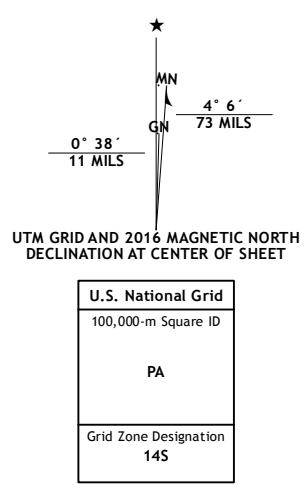 ★
MN
4° 6´
73 MILS
GN
0° 38´
11 MILS
UTM GRID AND 2016 MAGNETIC NORTH
DECLINATION AT CENTER OF SHEET
U.S. National Grid
100,000-m Square ID
PA
Grid Zone Designation
14S